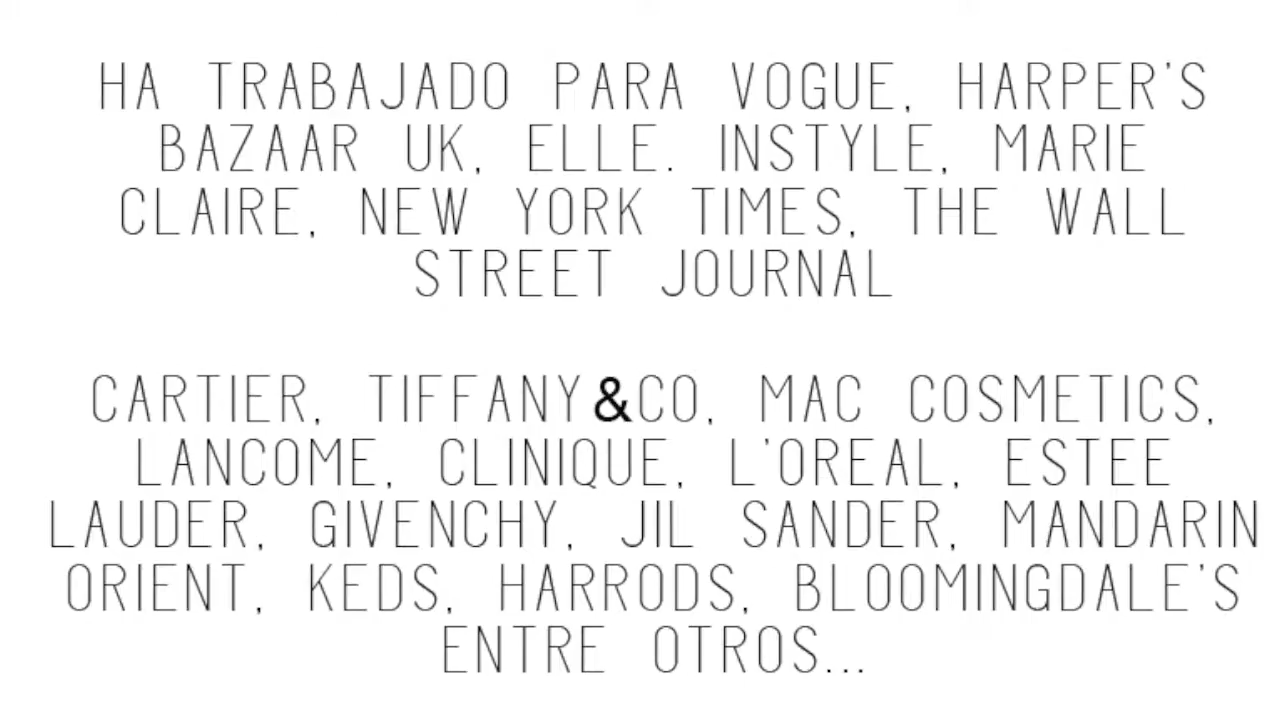 HA TRABAJADO PARA VOGUE, HARPER'S
BAZAAR UK, ELLE. INSTYLE, MARIE
CLAIRE, NEW YORK TIMES, THE WALL
STREET JOURNAL
CARTIER, TIFFANY&CO, MAC COSMETICS,
LANCOME, CLINIQUE, L'OREAL, ESTEE
LAUDER, GIVENCHY, JIL SANDER, MANDARIN
ORIENT, KEDS, HARRODS, BLOOMINGDALE'S
ENTRE OTROS...